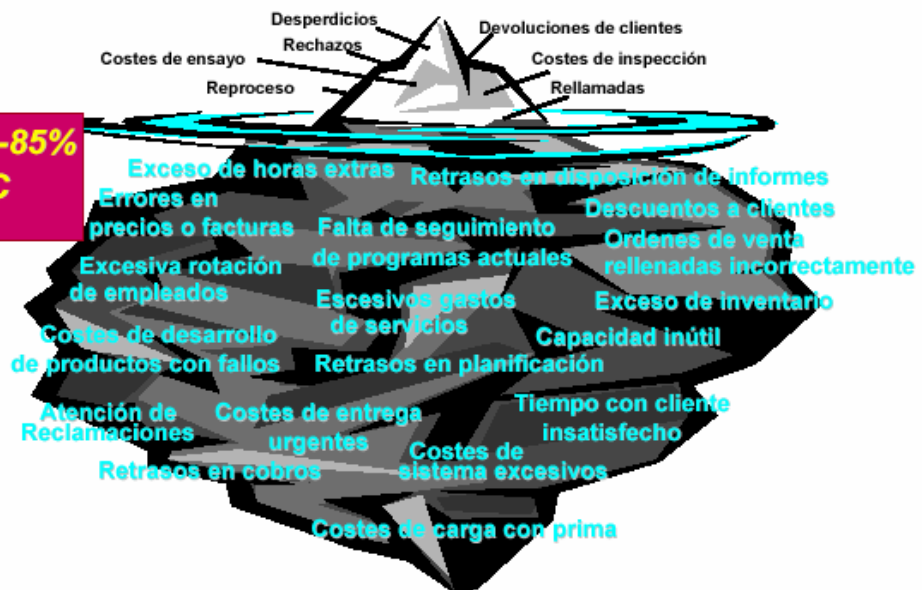 Desperdicios
Devoluciones de clientes
Rechazos
Costes de ensayo
Costes de inspección
Reproceso
Rellamadas
-85%
C
Exceso de horas extras
Retrasos en disposición de informes
Errores en
precios o facturas
Descuentos a clientes
Falta de seguimiento
de programas actuales
Ordenes de venta
rellenadas incorrectamente
Excesiva rotación
de empleados
Escesivos gastos
de servicios
Exceso de inventario
Costes de desarrollo
de productos con fallos
Capacidad inútil
Retrasos en planificación
Atención de
Reclamaciones
Costes de entrega
urgentes
Tiempo con cliente
insatisfecho
Retrasos en cobros
Costes de
sistema excesivos
Costes de carga con prima